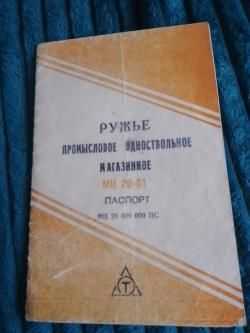 РУЖЬЕ
ПРОМЫСЛОВОЕ ОДНОСТВОЛЬНОЕ
МАГАЗИННОЕ
МЦ 20-01
ПАСПОРТ
МЦ 20 000 000 ПС
Т